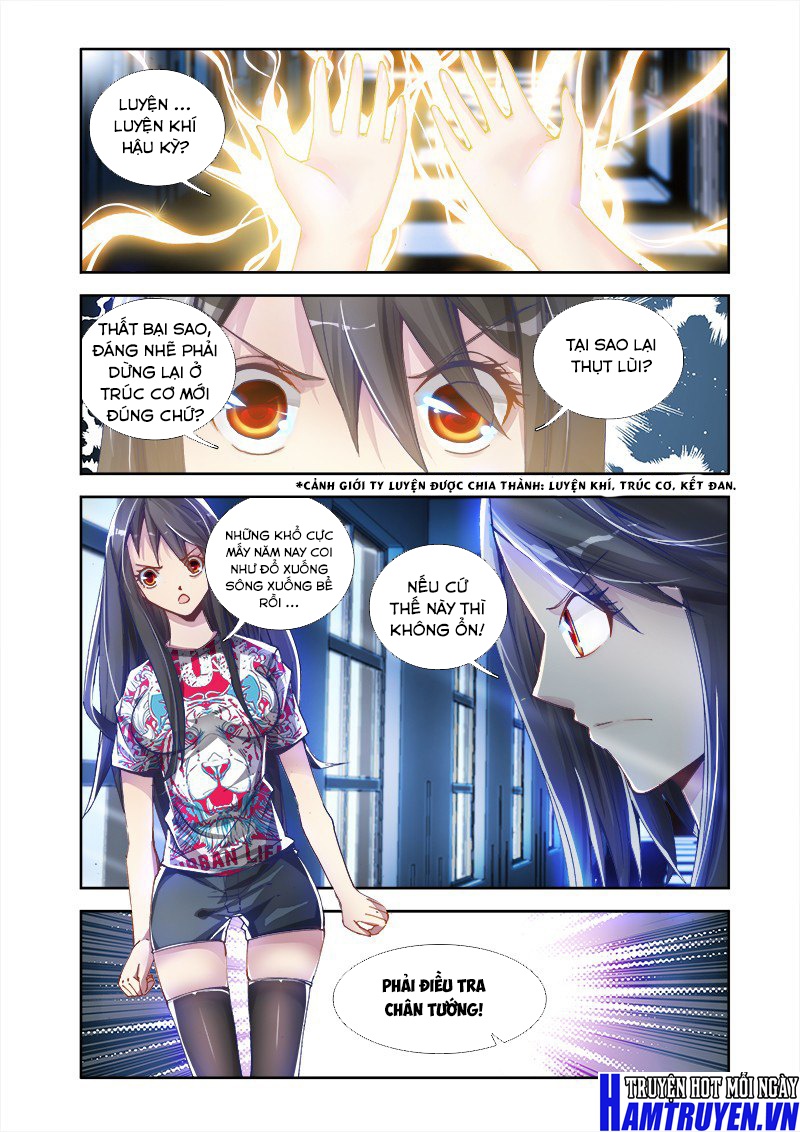 LUYỆN ...
LUYỆN KHÍ
HẬU KỲ?
THẤT BẠI SAO,
ĐÁNG NHẼ PHẢI
DỪNG LẠI Ở
TRÚC CƠ MỚI
ĐÚNG CHỨ?
TẠI SAO LẠI
THỤT LÙI?
*CẢNH GIỚI TY LUYỆN ĐƯỢC CHIA THÀNH: LUYỆN KHÍ, TRÚC CƠ, KẾT ĐAN.
NHỮNG KHỔ CỰC
MẤY NĂM NAY COI
NHƯ ĐỔ XUỐNG
SÔNG XUỐNG BỂ
RỒI ...
NẾU CỨ
THẾ NÀY THÌ
KHÔNG ỔN!
URBAN LIFE
PHẢI ĐIỀU TRA
CHÂN TƯỚNG!
TRUYỆN HOT MỖI NGÀY
HAMTRUYEN.VN